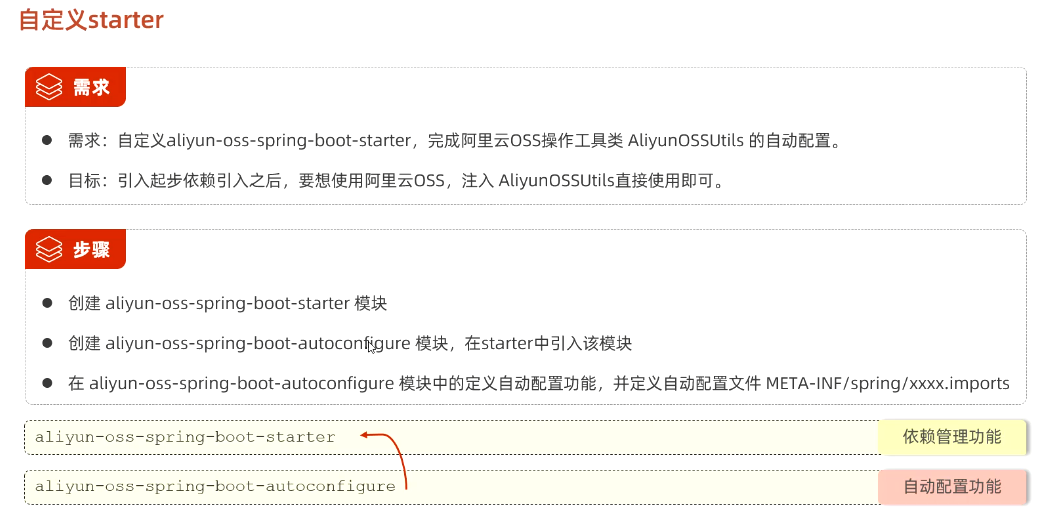 自定义starter
需求
需求：自定义aliyun-oss-spring-boot-starter，完成阿里云OSS操作工具类 AliyunOSSUtils 的自动配置。
目标：引入起步依赖引入之后，要想使用阿里云OSS，注入 AliyunOSSUtils直接使用即可。
步骤
创建 aliyun-oss-spring-boot-starter 模块
创建 aliyun-oss-spring-boot-autoconfigure 模块，在starter中引入该模块
在 aliyun-oss-spring-boot-autoconfigure 模块中的定义自动配置功能，并定义自动配置文件 META-INF/spring/xxxx.imports
aliyun-oss-spring-boot-starter 依赖管理功能
aliyun-oss-spring-boot-autoconfigure 自动配置功能